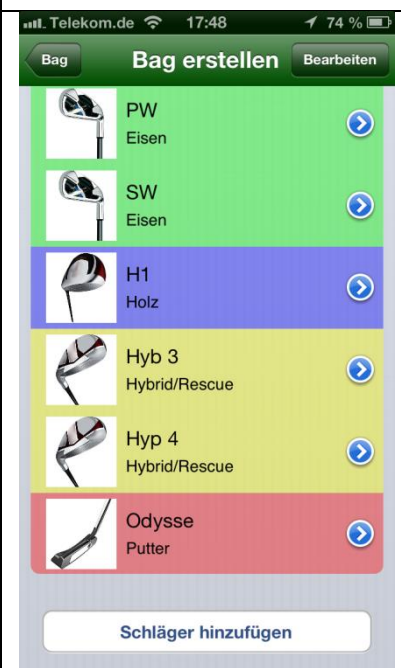 Telekom.de 17:48 74 %
Bag Bag erstellen Bearbeiten
PW
Eisen
SW
Eisen
H1
Holz
Hyb 3
Hybrid/Rescue
Hyp 4
Hybrid/Rescue
Odysse
Putter
Schläger hinzufügen